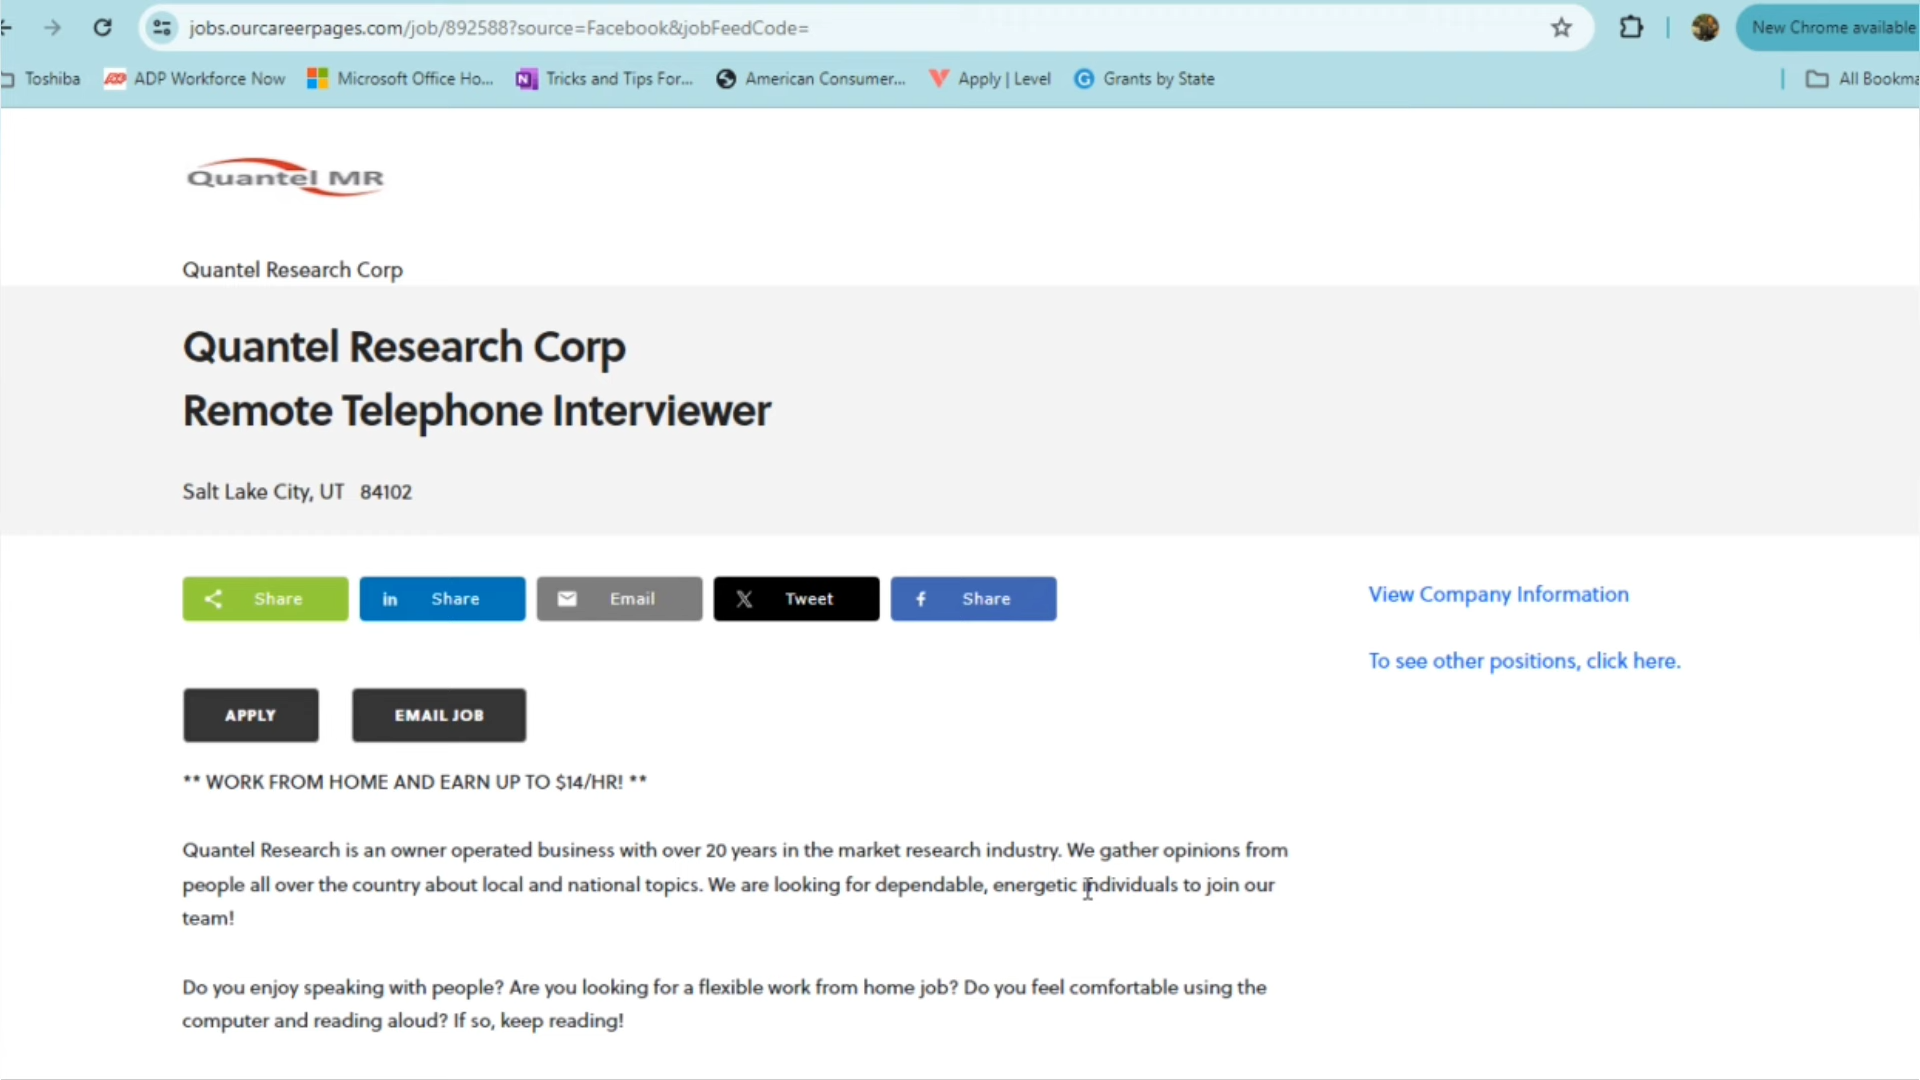 jobs.ourcareerpages.com/job/892588?source=Facebook&jobFeedCode=
New Chrome available
Toshiba
ADP Workforce Now
Microsoft Office Ho...
Tricks and Tips For...
American Consumer...
Apply | Level
Grants by State
All Bookma
Quantel MR
Quantel Research Corp
Quantel Research Corp
Remote Telephone Interviewer
Salt Lake City, UT 84102
Share
in Share
Email
X Tweet
f Share
View Company Information
To see other positions, click here.
APPLY
EMAIL JOB
** WORK FROM HOME AND EARN UP TO $14/HR! **
Quantel Research is an owner operated business with over 20 years in the market research industry. We gather opinions from
people all over the country about local and national topics. We are looking for dependable, energetic individuals to join our
team!
Do you enjoy speaking with people? Are you looking for a flexible work from home job? Do you feel comfortable using the
computer and reading aloud? If so, keep reading!